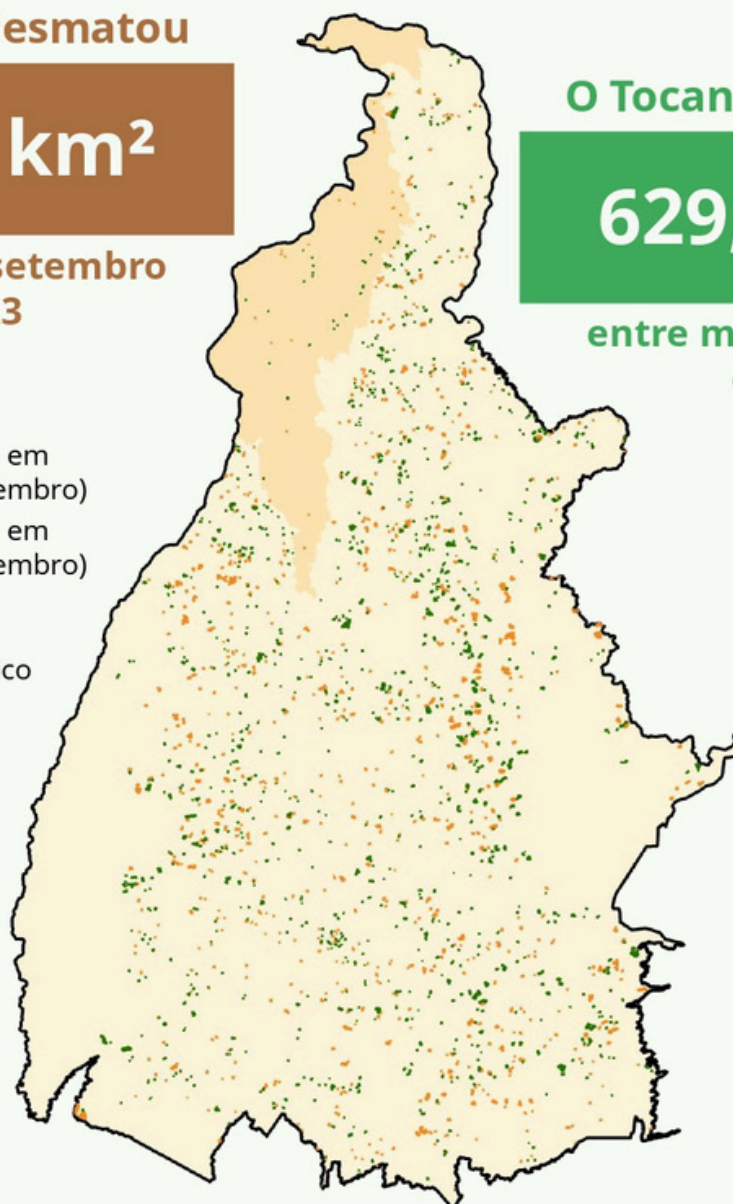 esmatou
km²
setembro
3
em
embro)
em
embro)
co
O Tocan
629,
entre m